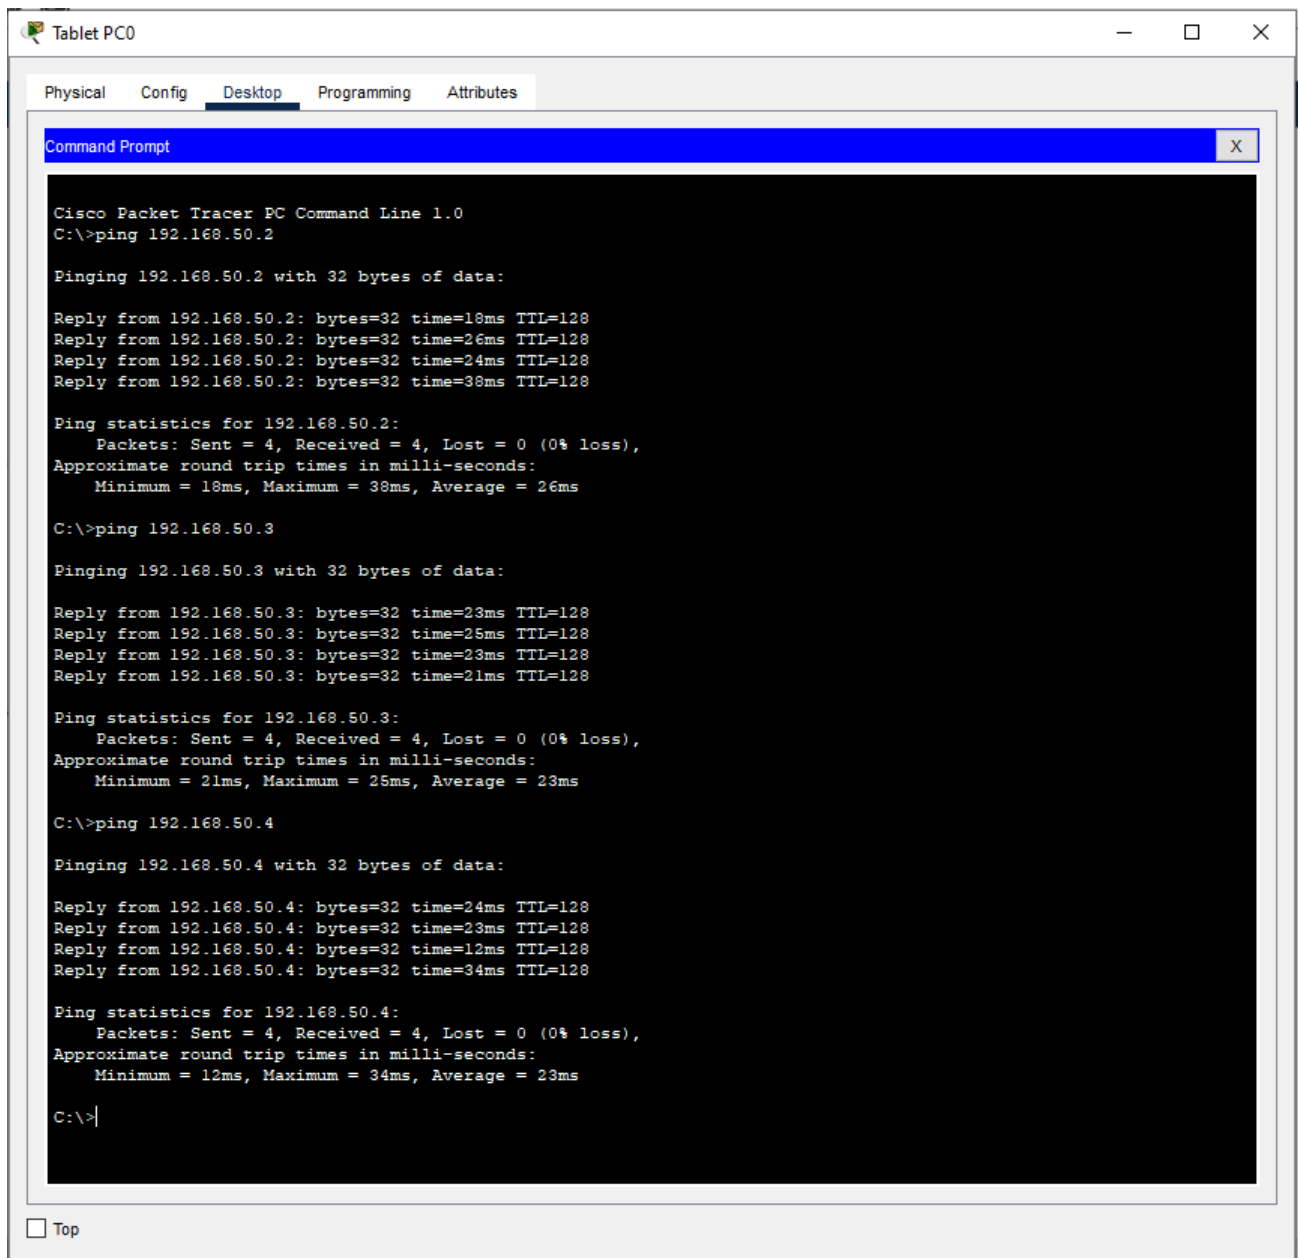 Tablet PC0
Physical Config Desktop Programming Attributes
Command Prompt X
Cisco Packet Tracer PC Command Line 1.0
C:\>ping 192.168.50.2
Pinging 192.168.50.2 with 32 bytes of data:
Reply from 192.168.50.2: bytes=32 time=18ms TTL=128
Reply from 192.168.50.2: bytes=32 time=26ms TTL=128
Reply from 192.168.50.2: bytes=32 time=24ms TTL=128
Reply from 192.168.50.2: bytes=32 time=38ms TTL=128
Ping statistics for 192.168.50.2:
Packets: Sent = 4, Received = 4, Lost = 0 (0% loss),
Approximate round trip times in milli-seconds:
Minimum = 18ms, Maximum = 38ms, Average = 26ms
C:\>ping 192.168.50.3
Pinging 192.168.50.3 with 32 bytes of data:
Reply from 192.168.50.3: bytes=32 time=23ms TTL=128
Reply from 192.168.50.3: bytes=32 time=25ms TTL=128
Reply from 192.168.50.3: bytes=32 time=23ms TTL=128
Reply from 192.168.50.3: bytes=32 time=21ms TTL=128
Ping statistics for 192.168.50.3:
Packets: Sent = 4, Received = 4, Lost = 0 (0% loss),
Approximate round trip times in milli-seconds:
Minimum = 21ms, Maximum = 25ms, Average = 23ms
C:\>ping 192.168.50.4
Pinging 192.168.50.4 with 32 bytes of data:
Reply from 192.168.50.4: bytes=32 time=24ms TTL=128
Reply from 192.168.50.4: bytes=32 time=23ms TTL=128
Reply from 192.168.50.4: bytes=32 time=12ms TTL=128
Reply from 192.168.50.4: bytes=32 time=34ms TTL=128
Ping statistics for 192.168.50.4:
Packets: Sent = 4, Received = 4, Lost = 0 (0% loss),
Approximate round trip times in milli-seconds:
Minimum = 12ms, Maximum = 34ms, Average = 23ms
C:\>
Top